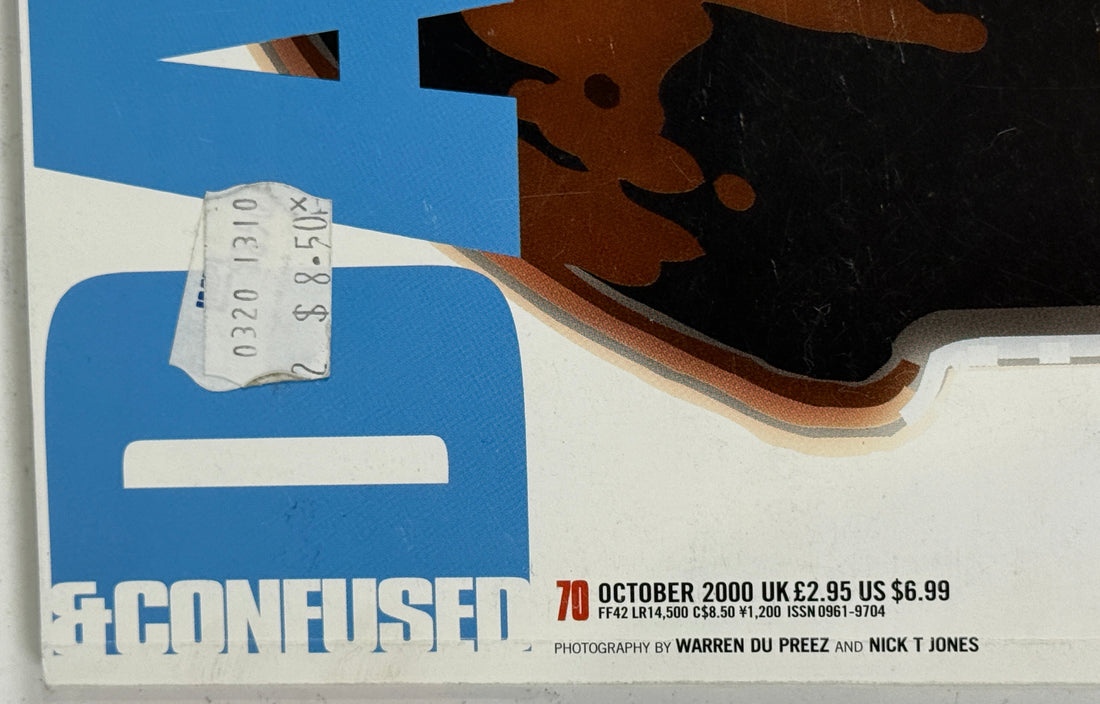 0320 1310
$ 8.50x
&CONFUSED
70 OCTOBER 2000 UK £2.95 US $6.99
FF42 LR14,500 C$8.50 ¥1,200 ISSN 0961-9704
PHOTOGRAPHY BY WARREN DU PREEZ AND NICK T JONES